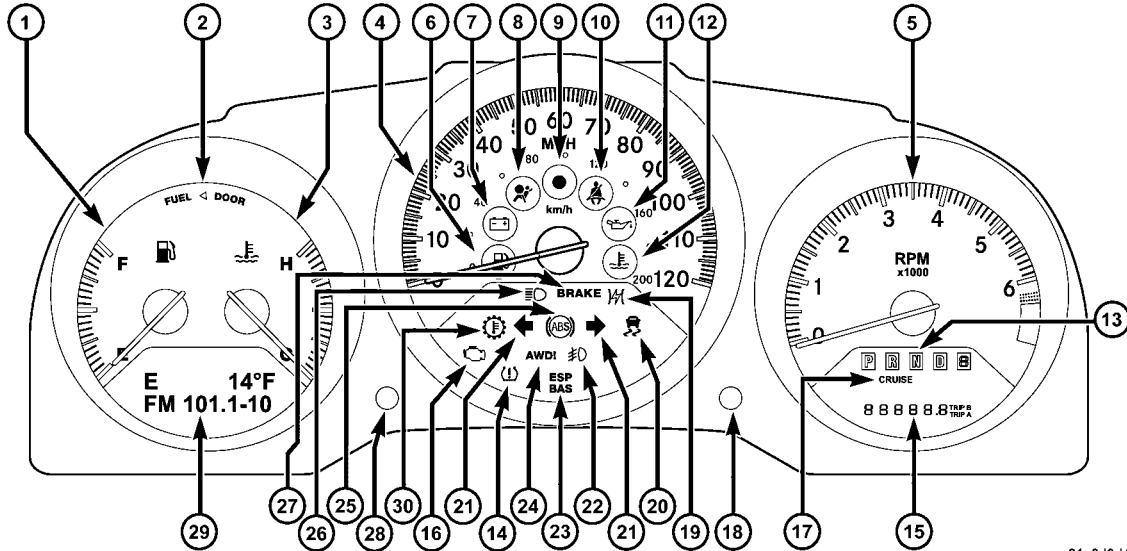 1 2 3 4 6 7 8 9 10 11 12 5
FUEL ◁ DOOR
F H
E C
E 14°F
FM 101.1-10
10 20 40 50 60 70 80 90 100 120
MPH
80 120
40 160
200
km/h
BRAKE
ABS
AWD!
ESP
BAS
0 1 2 3 4 5 6
RPM
x1000
13
P R N D 8
CRUISE
888888.8 TRIP B
TRIP A
27 25 30 21 24 22 21 20 18 17
29 26 28 16 14 23 19 15